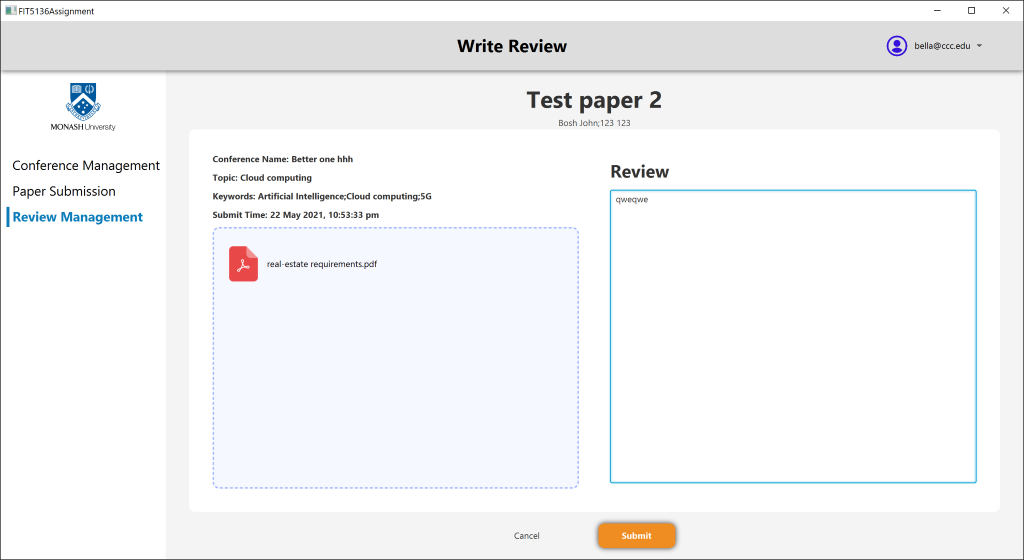 FIT5136Assignment
Write Review
bella@ccc.edu
MONASH University
Conference Management
Paper Submission
Review Management
Test paper 2
Bosh John;123 123
Conference Name: Better one hhh
Topic: Cloud computing
Keywords: Artificial Intelligence;Cloud computing;5G
Submit Time: 22 May 2021, 10:53:33 pm
real-estate requirements.pdf
Review
qweqwe
Cancel
Submit